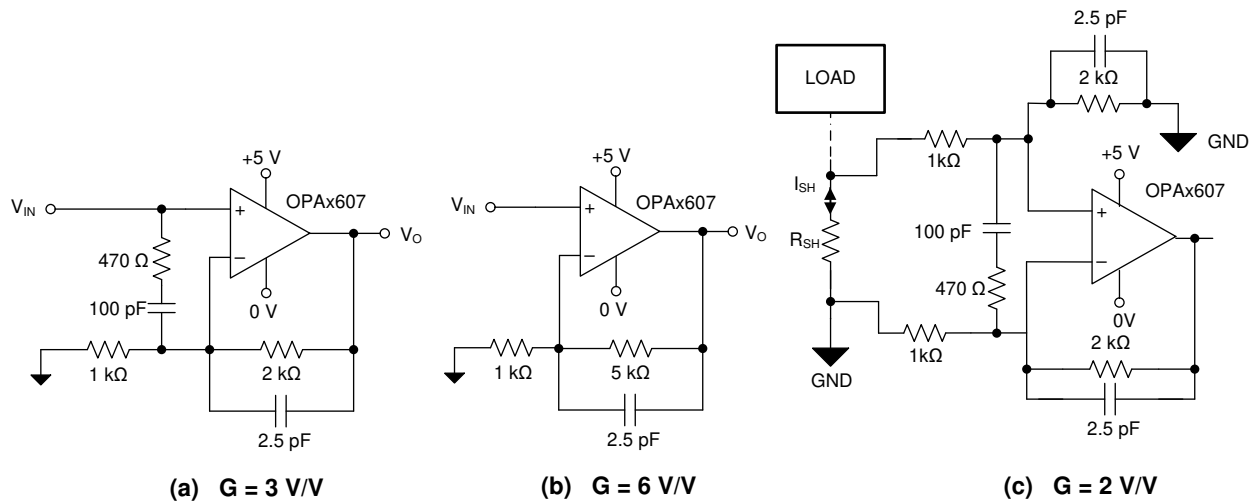 +5 V
OPAx607
V_IN
+
−
V_O
470 Ω
100 pF
0 V
1 kΩ
2 kΩ
2.5 pF
(a) G = 3 V/V
+5 V
OPAx607
V_IN
+
−
V_O
0 V
1 kΩ
5 kΩ
2.5 pF
(b) G = 6 V/V
2.5 pF
2 kΩ
GND
LOAD
1kΩ
I_SH
R_SH
+5 V
OPAx607
100 pF
+
−
470 Ω
0V
1kΩ
2 kΩ
GND
2.5 pF
(c) G = 2 V/V